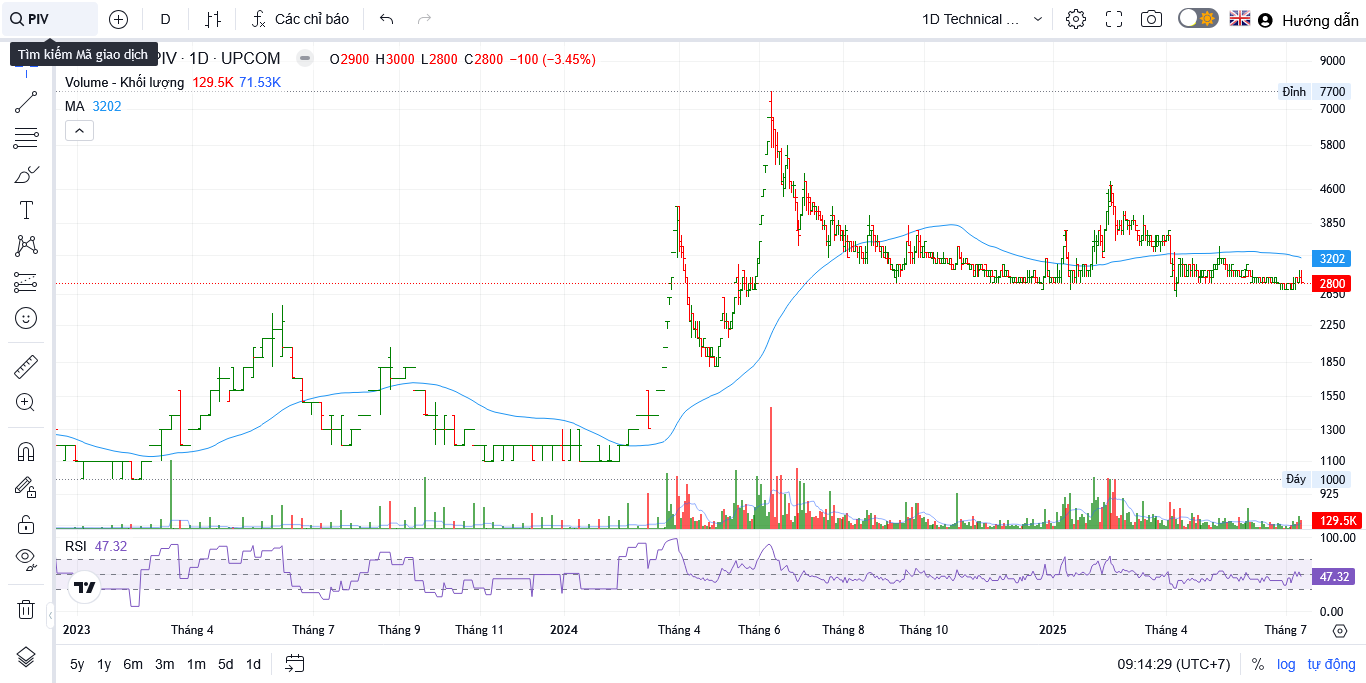 PIV
D
Các chỉ báo
1D Technical ...
Hướng dẫn
Tìm kiếm Mã giao dịch
PIV · 1D · UPCOM
O2900 H3000 L2800 C2800 −100 (−3.45%)
Volume - Khối lượng 129.5K 71.53K
MA 3202
9000
Đỉnh 7700
7000
5800
4600
3850
3202
2800
2650
2250
1850
1550
1300
1100
Đáy 1000
925
129.5K
RSI 47.32
100.00
47.32
0.00
2023 Tháng 4 Tháng 7 Tháng 9 Tháng 11 2024 Tháng 4 Tháng 6 Tháng 8 Tháng 10 2025 Tháng 4 Tháng 7
5y 1y 6m 3m 1m 5d 1d
09:14:29 (UTC+7) % log tự động